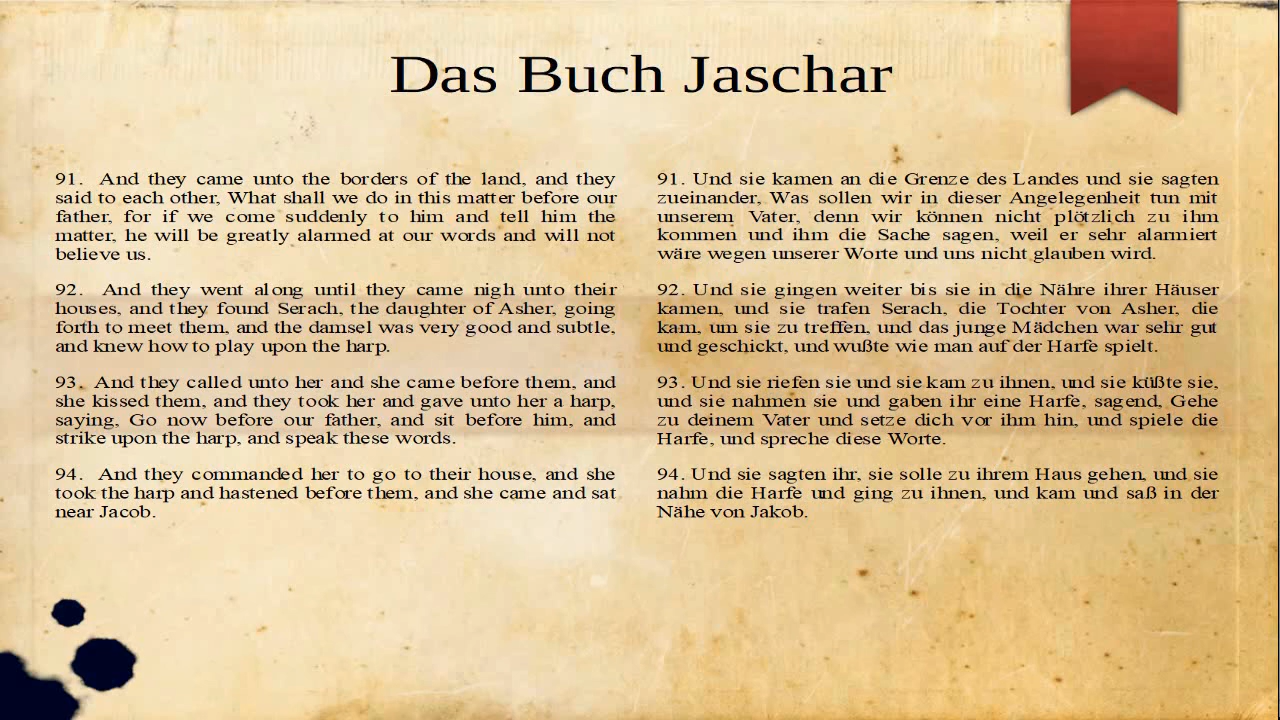 Das Buch Jaschar
91. And they came unto the borders of the land, and they
said to each other, What shall we do in this matter before our
father, for if we come suddenly to him and tell him the
matter, he will be greatly alarmed at our words and will not
believe us.
92. And they went along until they came nigh unto their
houses, and they found Serach, the daughter of Asher, going
forth to meet them, and the damsel was very good and subtle,
and knew how to play upon the harp.
93. And they called unto her and she came before them, and
she kissed them, and they took her and gave unto her a harp,
saying, Go now before our father, and sit before him, and
strike upon the harp, and speak these words.
94. And they commanded her to go to their house, and she
took the harp and hastened before them, and she came and sat
near Jacob.
91. Und sie kamen an die Grenze des Landes und sie sagten
zueinander, Was sollen wir in dieser Angelegenheit tun mit
unserem Vater, denn wir können nicht plötzlich zu ihm
kommen und ihm die Sache sagen, weil er sehr alarmiert
wäre wegen unserer Worte und uns nicht glauben wird.
92. Und sie gingen weiter bis sie in die Nähre ihrer Häuser
kamen, und sie trafen Serach, die Tochter von Asher, die
kam, um sie zu treffen, und das junge Mädchen war sehr gut
und geschickt, und wußte wie man auf der Harfe spielt.
93. Und sie riefen sie und sie kam zu ihnen, und sie küßte sie,
und sie nahmen sie und gaben ihr eine Harfe, sagend, Gehe
zu deinem Vater und setze dich vor ihm hin, und spiele die
Harfe, und spreche diese Worte.
94. Und sie sagten ihr, sie solle zu ihrem Haus gehen, und sie
nahm die Harfe und ging zu ihnen, und kam und saß in der
Nähe von Jakob.